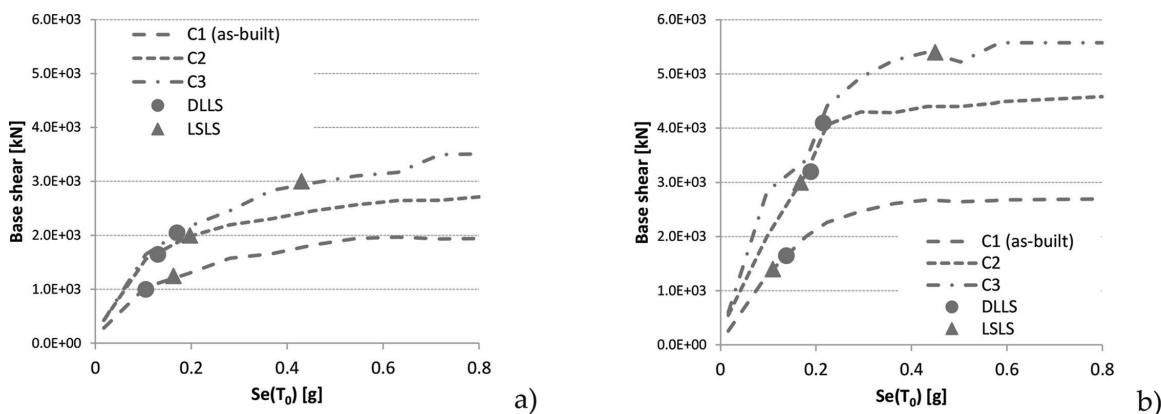 6.0E+03
5.0E+03
4.0E+03
3.0E+03
2.0E+03
1.0E+03
0.0E+00
Base shear [kN]
C1 (as-built)
C2
C3
DLLS
LSLS
0
0.2
0.4
0.6
0.8
Se(T0) [g]
a)
6.0E+03
5.0E+03
4.0E+03
3.0E+03
2.0E+03
1.0E+03
0.0E+00
Base shear [kN]
C1 (as-built)
C2
C3
DLLS
LSLS
0
0.2
0.4
0.6
0.8
Se(T0) [g]
b)